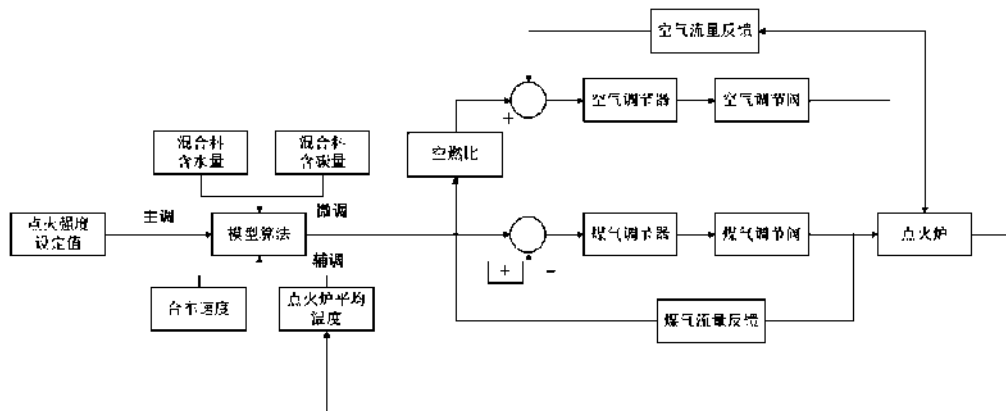 空气流量反馈
空气调节器
空气调节阀
+
混合料
含水量
混合料
含碳量
空燃比
点火强度
设定值
主调
模型算法
微调
煤气调节器
煤气调节阀
点火炉
+
-
辅调
台车速度
点火炉平均
温度
煤气流量反馈